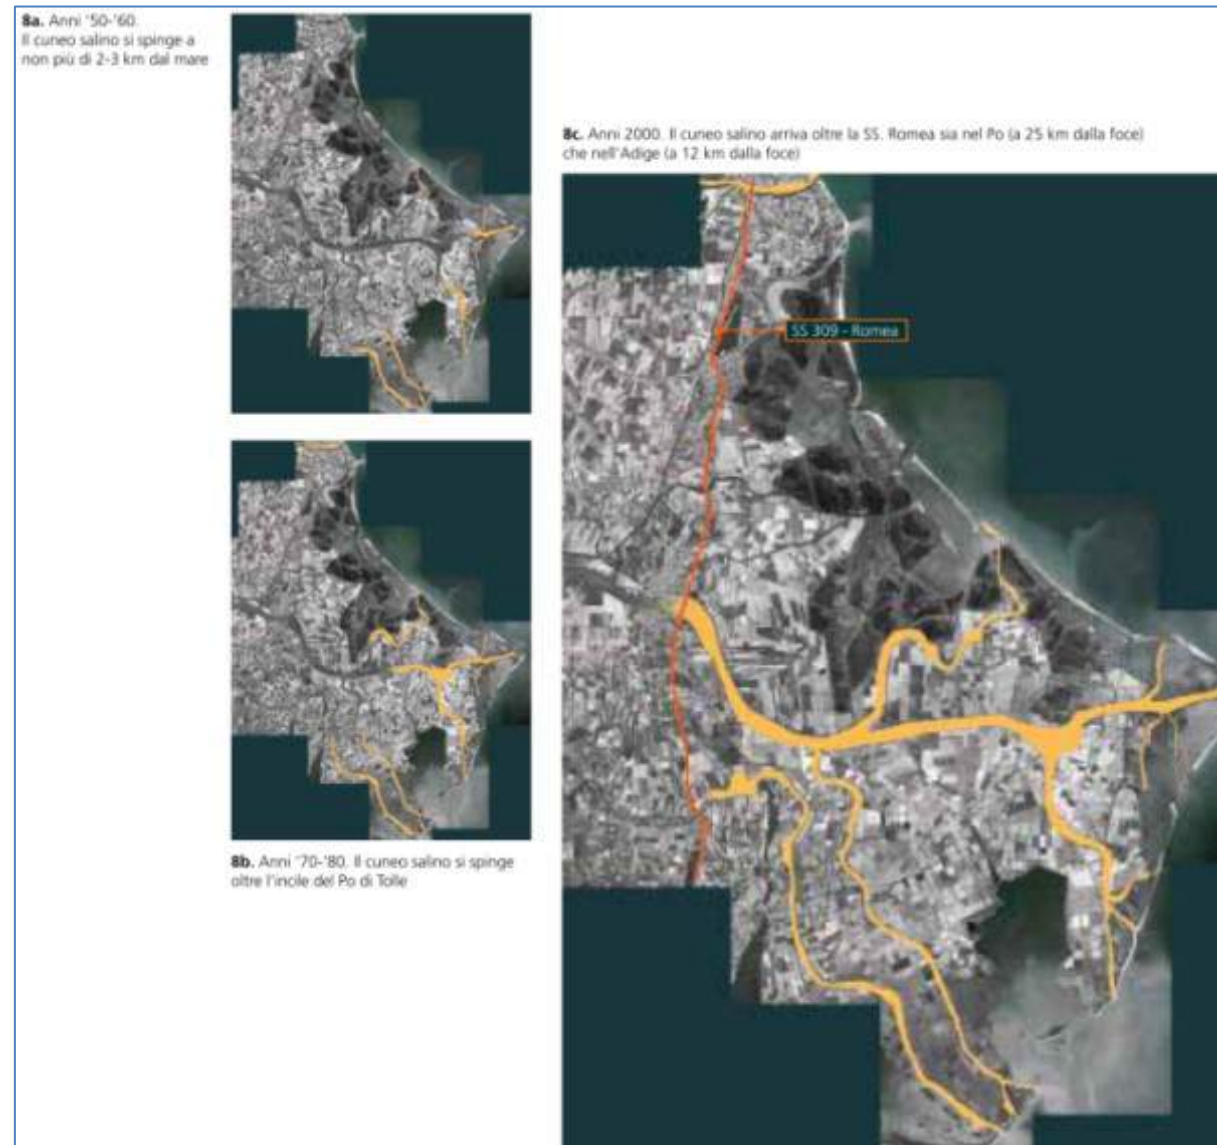 8a. Anni '50-'60.
Il cuneo salino si spinge a
non più di 2-3 km dal mare
8c. Anni 2000. Il cuneo salino arriva oltre la SS. Romea sia nel Po (a 25 km dalla foce)
che nell'Adige (a 12 km dalla foce)
SS 309 - Romea
8b. Anni '70-'80. Il cuneo salino si spinge
oltre l'incile del Po di Tolle